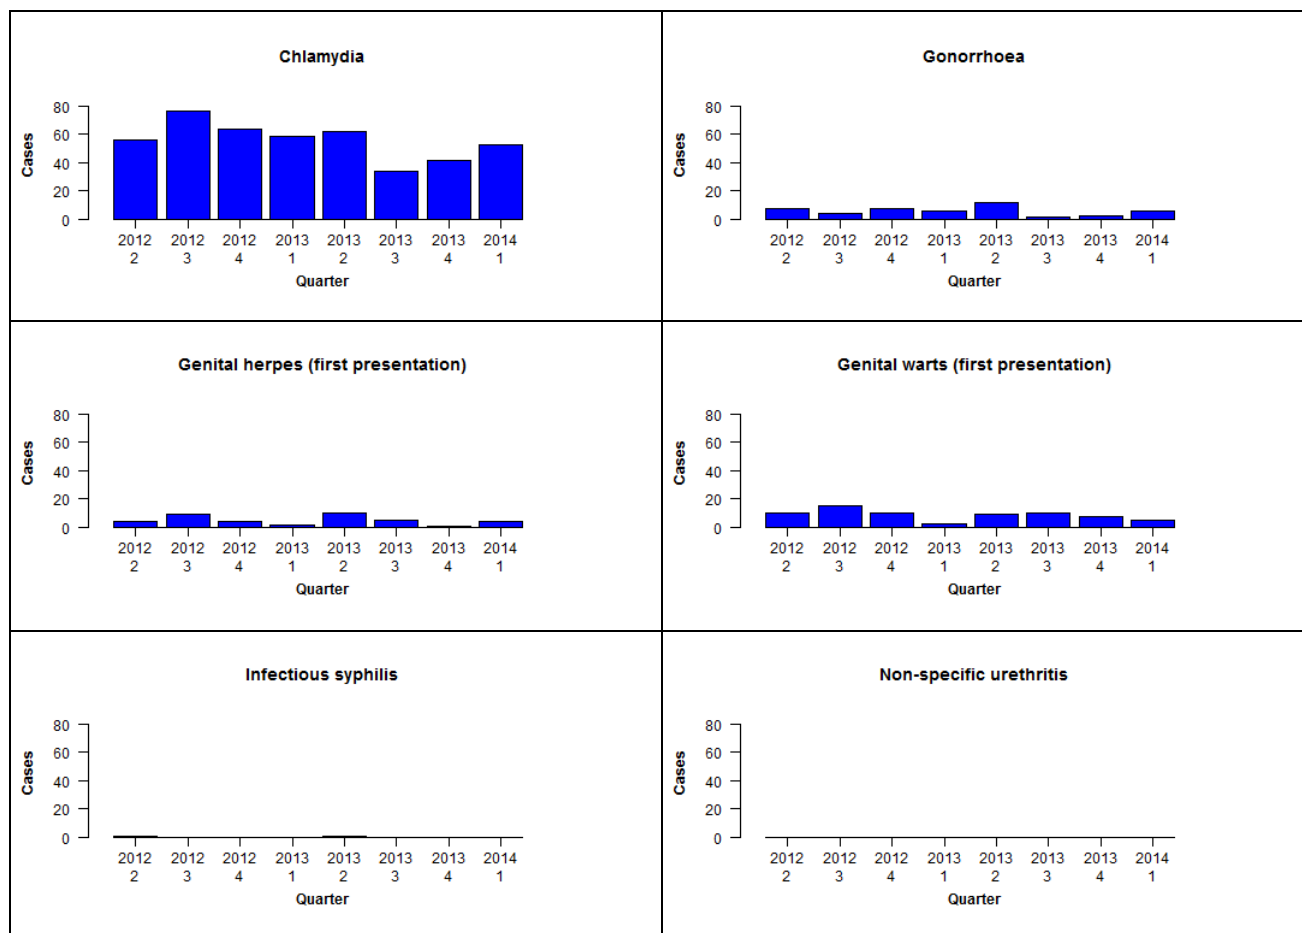 Chlamydia
Cases
80
60
40
20
0
2012 2012 2012 2013 2013 2013 2013 2014
2 3 4 1 2 3 4 1
Quarter
Gonorrhoea
Cases
80
60
40
20
0
2012 2012 2012 2013 2013 2013 2013 2014
2 3 4 1 2 3 4 1
Quarter
Genital herpes (first presentation)
Cases
80
60
40
20
0
2012 2012 2012 2013 2013 2013 2013 2014
2 3 4 1 2 3 4 1
Quarter
Genital warts (first presentation)
Cases
80
60
40
20
0
2012 2012 2012 2013 2013 2013 2013 2014
2 3 4 1 2 3 4 1
Quarter
Infectious syphilis
Cases
80
60
40
20
0
2012 2012 2012 2013 2013 2013 2013 2014
2 3 4 1 2 3 4 1
Quarter
Non-specific urethritis
Cases
80
60
40
20
0
2012 2012 2012 2013 2013 2013 2013 2014
2 3 4 1 2 3 4 1
Quarter